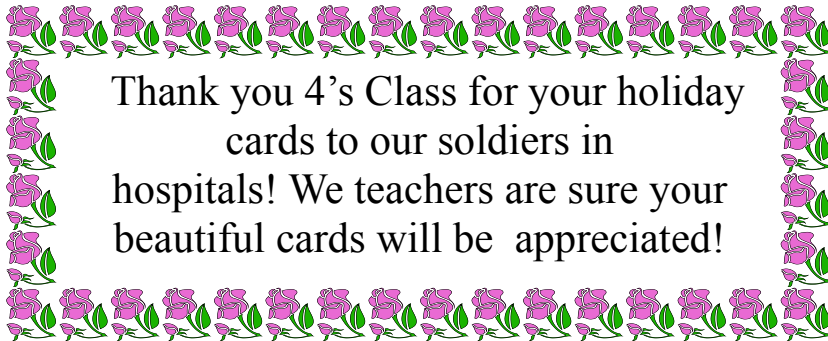 Thank you 4’s Class for your holiday
cards to our soldiers in
hospitals! We teachers are sure your
beautiful cards will be  appreciated!